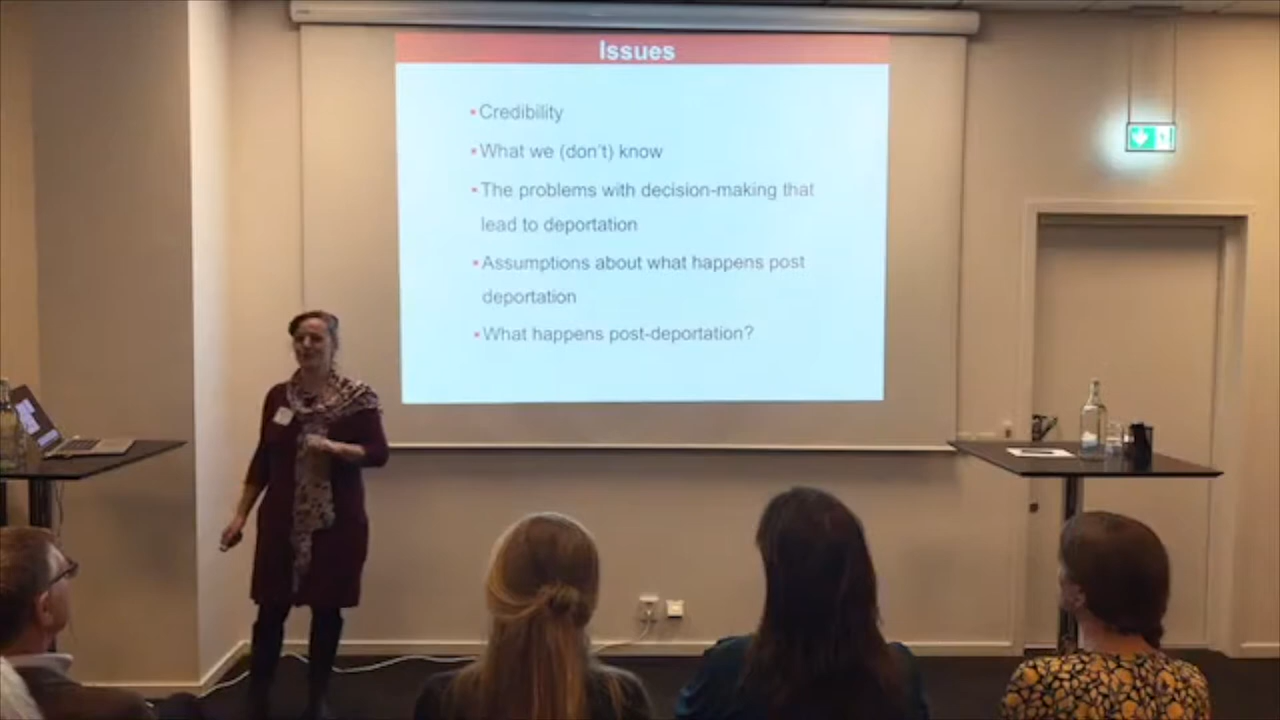 Issues
Credibility
What we (don't) know
The problems with decision-making that
lead to deportation
Assumptions about what happens post
deportation
What happens post-deportation?